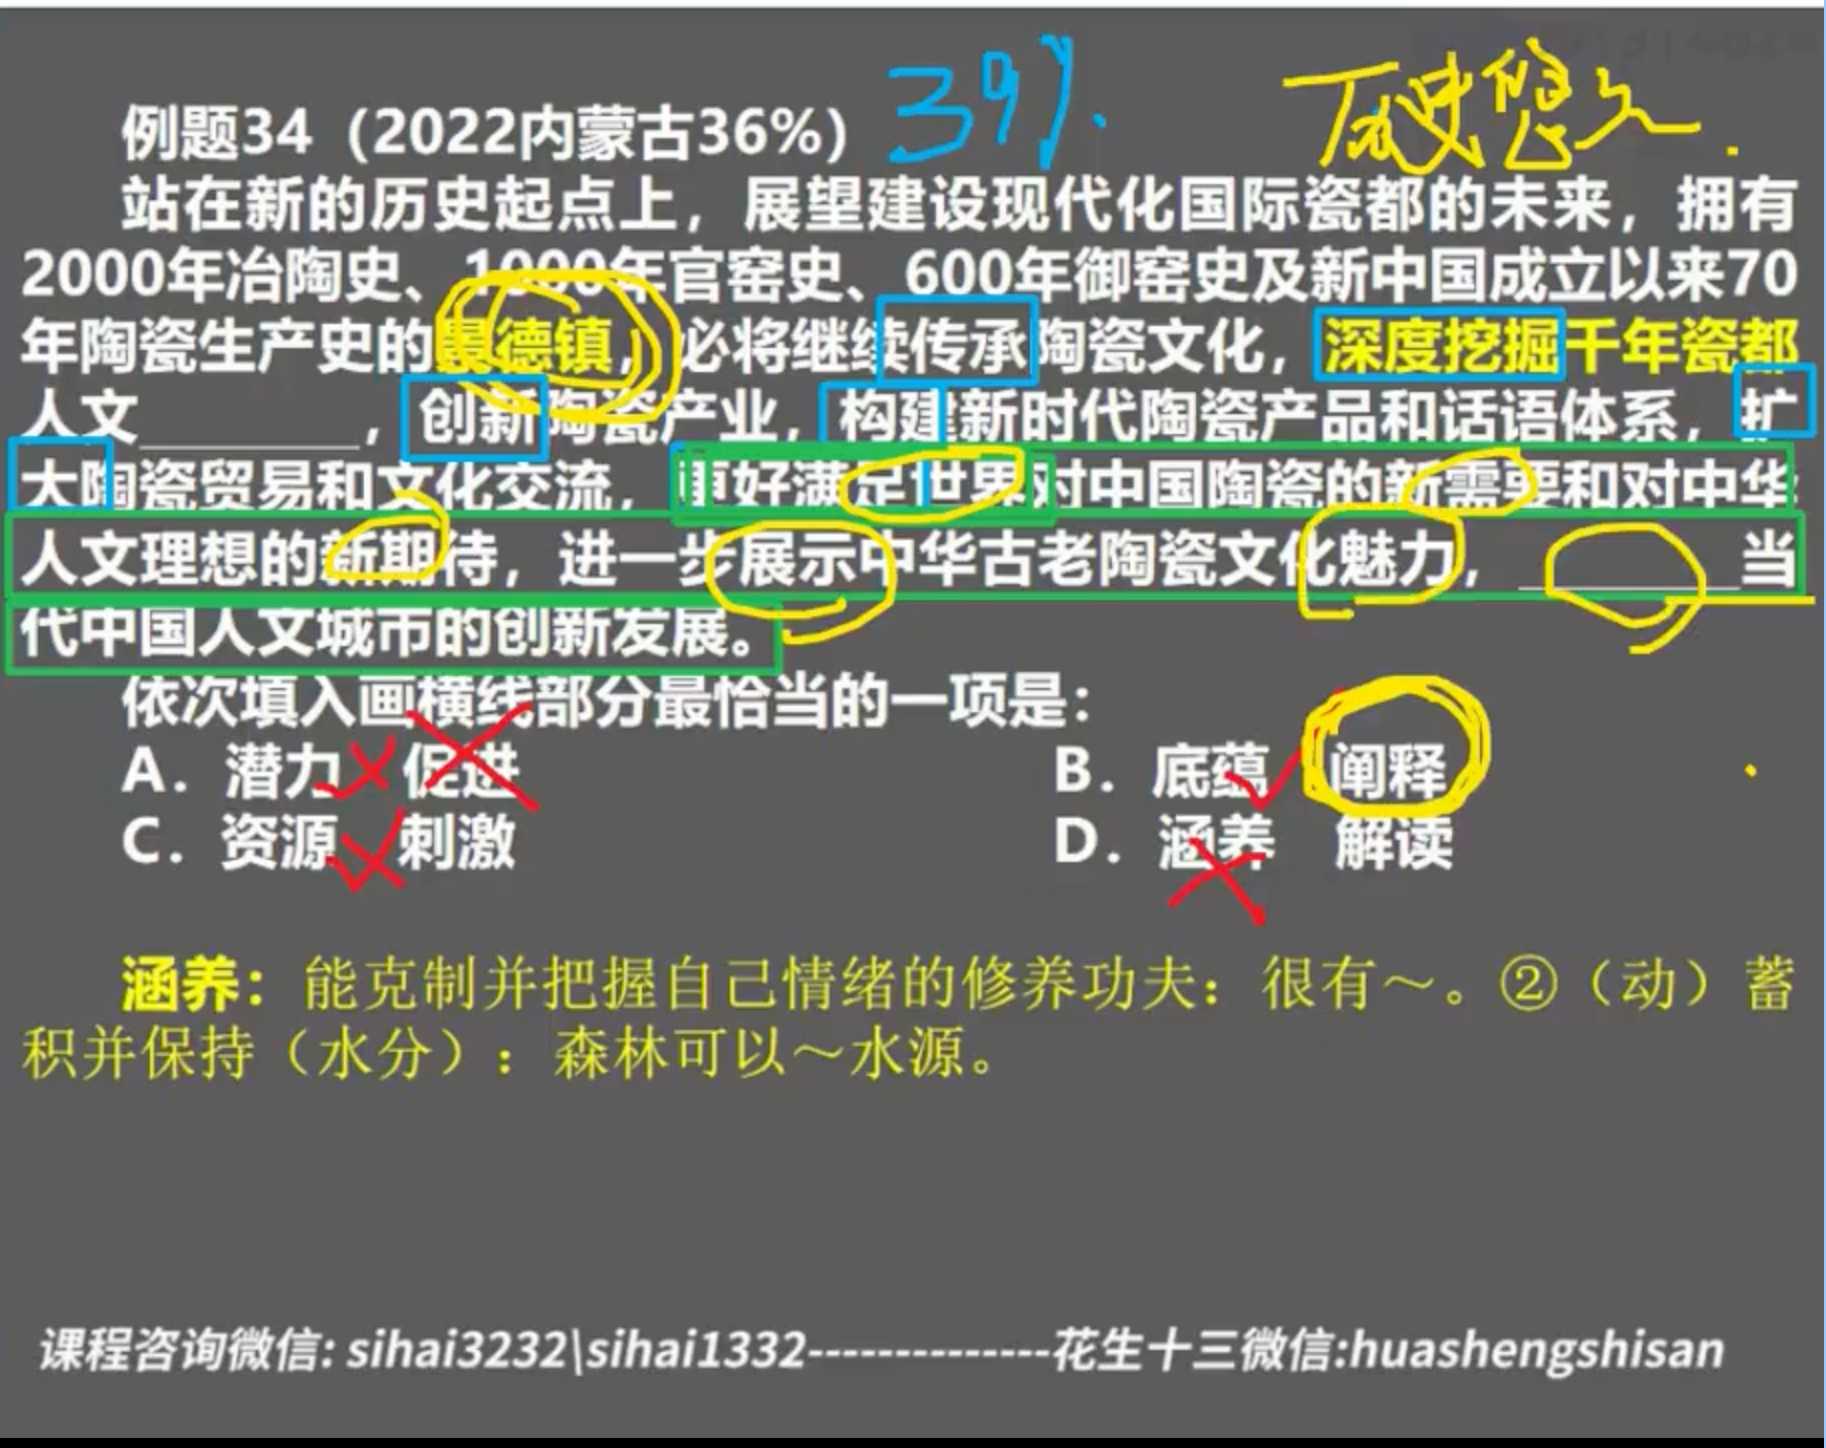 39%.
例题34（2022内蒙古36%）
站在新的历史起点上，展望建设现代化国际瓷都的未来，拥有
2000年冶陶史、1000年官窑史、600年御窑史及新中国成立以来70
年陶瓷生产史的景德镇，必将继续传承陶瓷文化，深度挖掘千年瓷都
人文________，创新陶瓷产业，构建新时代陶瓷产品和话语体系，扩
大陶瓷贸易和文化交流，更好满足世界对中国陶瓷的新需要和对中华
人文理想的新期待，进一步展示中华古老陶瓷文化魅力，________当
代中国人文城市的创新发展。
依次填入画横线部分最恰当的一项是：
A．潜力 促进 B．底蕴 阐释
C．资源 刺激 D．涵养 解读
涵养：能克制并把握自己情绪的修养功夫：很有～。②（动）蓄
积并保持（水分）：森林可以～水源。
课程咨询微信: sihai3232\sihai1332--------------花生十三微信:huashengshisan